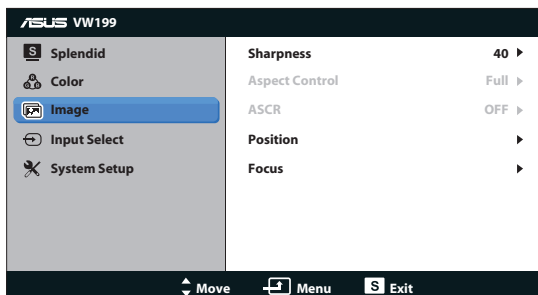 ASUS VW199
S Splendid
Color
Image
Input Select
System Setup
Sharpness 40
Aspect Control Full
ASCR OFF
Position
Focus
Move Menu S Exit